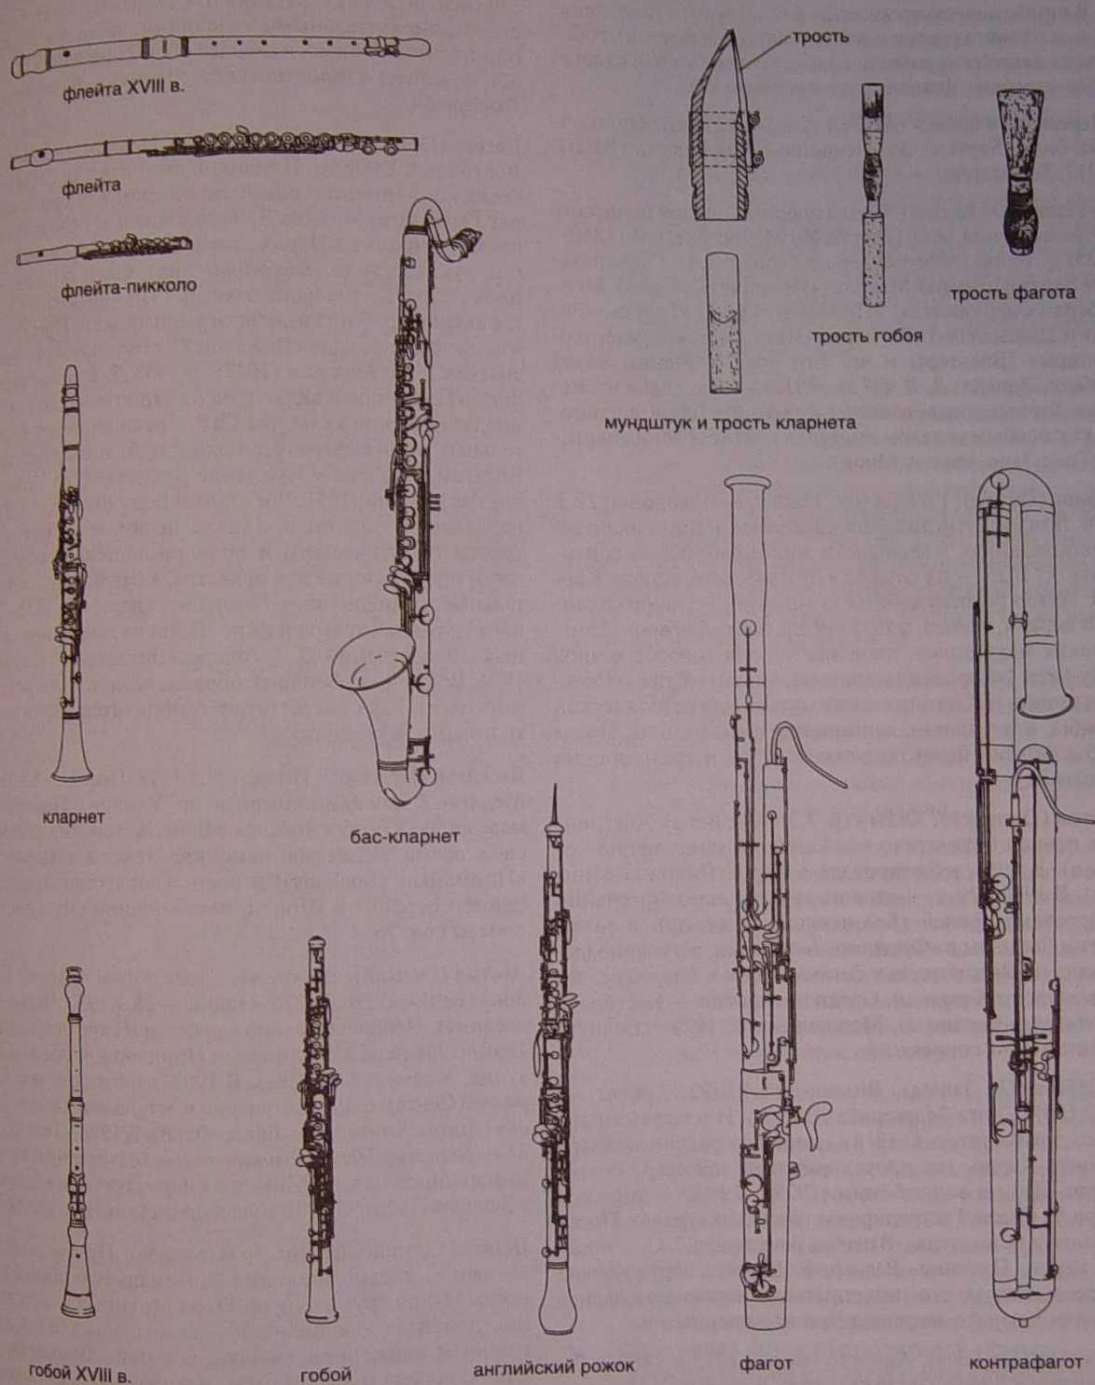 трость
флейта XVIII в.
флейта
флейта-пикколо
трость фагота
трость гобоя
мундштук и трость кларнета
кларнет
бас-кларнет
гобой XVIII в.
гобой
английский рожок
фагот
контрафагот